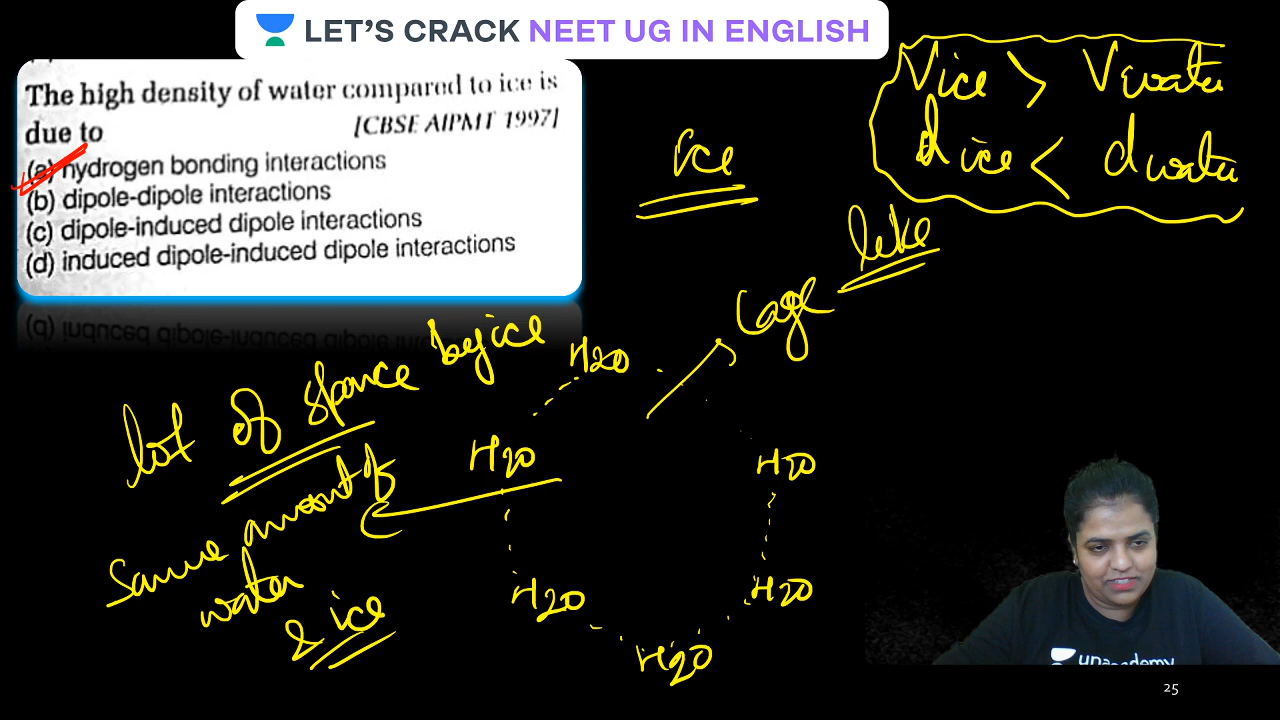 LET'S CRACK NEET UG IN ENGLISH
The high density of water compared to ice is
due to [CBSE AIPMT 1997]
(a) hydrogen bonding interactions
(b) dipole-dipole interactions
(c) dipole-induced dipole interactions
(d) induced dipole-induced dipole interactions
Vice > Vwater
dice < dwater
ice
Cage like
lot of space by ice
Same amount of
water
& ice
H2O
H2O
H2O
H2O
H2O
H2O
unacademy
25